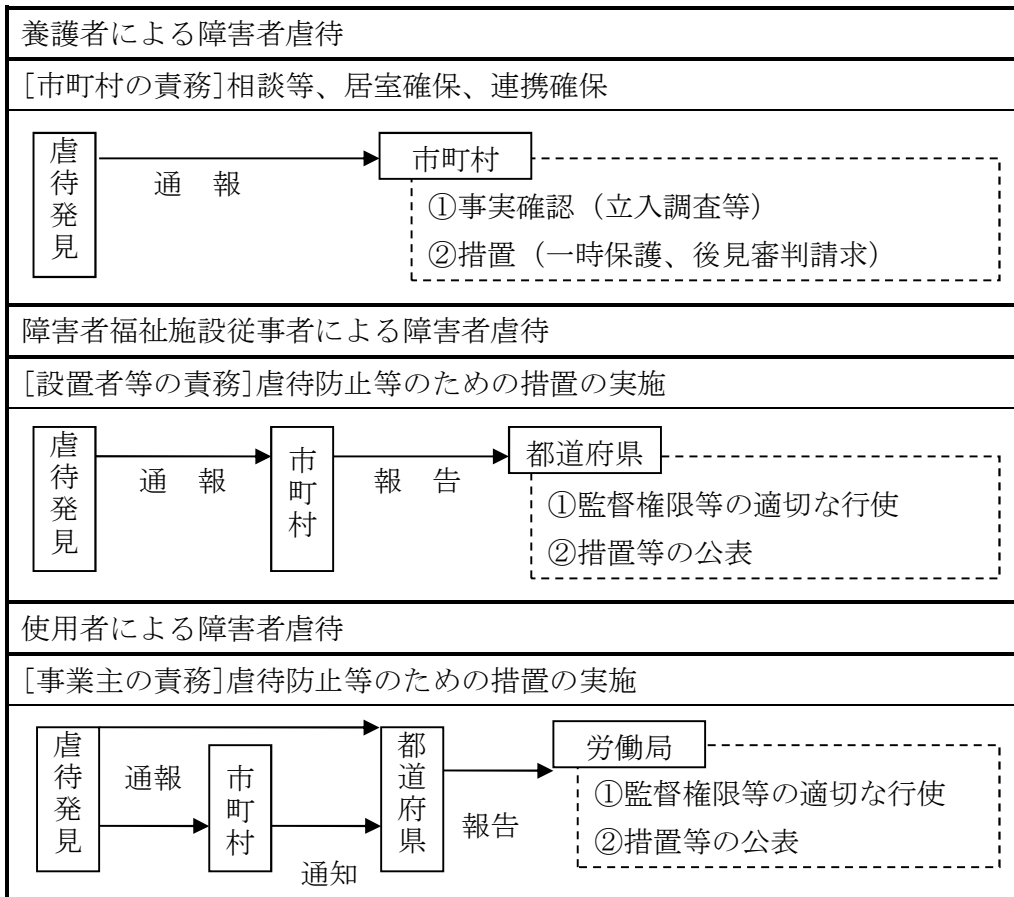 養護者による障害者虐待
[市町村の責務]相談等、居室確保、連携確保
虐待発見
通 報
市町村
①事実確認（立入調査等）
②措置（一時保護、後見審判請求）
障害者福祉施設従事者による障害者虐待
[設置者等の責務]虐待防止等のための措置の実施
虐待発見
通 報
市町村
報 告
都道府県
①監督権限等の適切な行使
②措置等の公表
使用者による障害者虐待
[事業主の責務]虐待防止等のための措置の実施
虐待発見
通報
市町村
通知
都道府県
報告
労働局
①監督権限等の適切な行使
②措置等の公表